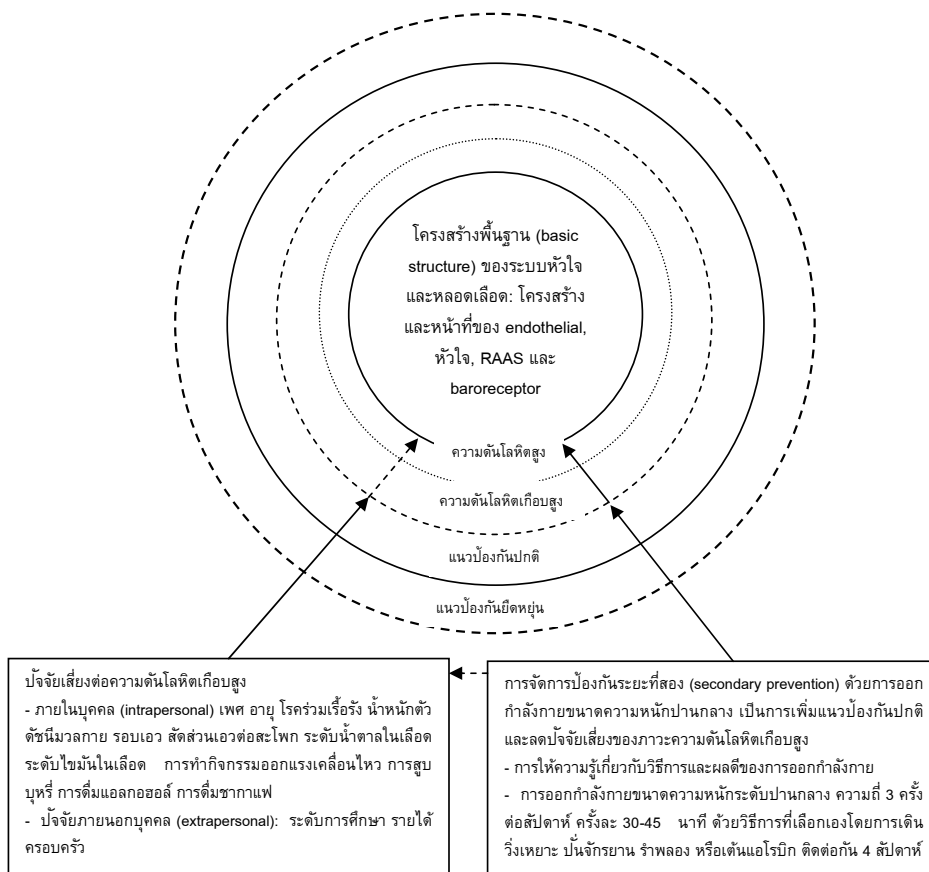 โครงสร้างพื้นฐาน (basic
structure) ของระบบหัวใจ
และหลอดเลือด: โครงสร้าง
และหน้าที่ของ endothelial,
หัวใจ, RAAS และ
baroreceptor
ความดันโลหิตสูง
ความดันโลหิตเกือบสูง
แนวป้องกันปกติ
แนวป้องกันยืดหยุ่น
ปัจจัยเสี่ยงต่อความดันโลหิตเกือบสูง
- ภายในบุคคล (intrapersonal) เพศ อายุ โรคร่วมเรื้อรัง น้ำหนักตัว
ดัชนีมวลกาย รอบเอว สัดส่วนเอวต่อสะโพก ระดับน้ำตาลในเลือด
ระดับไขมันในเลือด การทำกิจกรรมออกแรงเคลื่อนไหว การสูบ
บุหรี่ การดื่มแอลกอฮอล์ การดื่มชากาแฟ
- ปัจจัยภายนอกบุคคล (extrapersonal): ระดับการศึกษา รายได้
ครอบครัว
การจัดการป้องกันระยะที่สอง (secondary prevention) ด้วยการออก
กำลังกายขนาดความหนักปานกลาง เป็นการเพิ่มแนวป้องกันปกติ
และลดปัจจัยเสี่ยงของภาวะความดันโลหิตเกือบสูง
- การให้ความรู้เกี่ยวกับวิธีการและผลดีของการออกกำลังกาย
- การออกกำลังกายขนาดความหนักระดับปานกลาง ความถี่ 3 ครั้ง
ต่อสัปดาห์ ครั้งละ 30-45 นาที ด้วยวิธีการที่เลือกเองโดยการเดิน
วิ่งเหยาะ ปั่นจักรยาน รำพลอง หรือเต้นแอโรบิก ติดต่อกัน 4 สัปดาห์